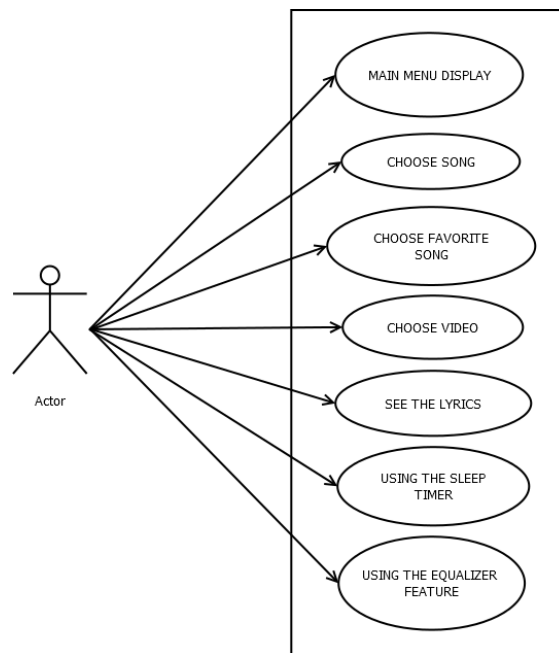 MAIN MENU DISPLAY
CHOOSE SONG
CHOOSE FAVORITE
SONG
CHOOSE VIDEO
Actor
SEE THE LYRICS
USING THE SLEEP
TIMER
USING THE EQUALIZER
FEATURE